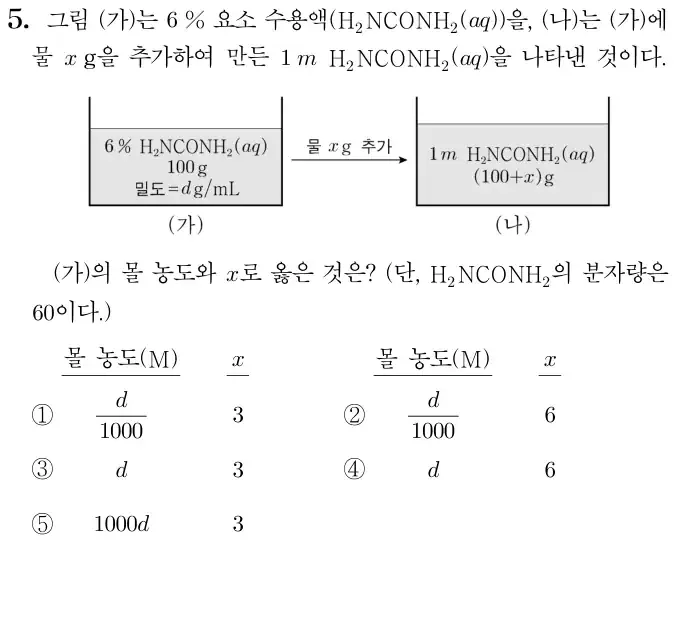 5. 그림 (가)는 6 % 요소 수용액(H₂NCONH₂(aq))을, (나)는 (가)에
물 x g을 추가하여 만든 1 m H₂NCONH₂(aq)을 나타낸 것이다.
6 % H₂NCONH₂(aq)
100 g
밀도=d g/mL
(가)
물 x g 추가
1 m H₂NCONH₂(aq)
(100+x)g
(나)
(가)의 몰 농도와 x로 옳은 것은? (단, H₂NCONH₂의 분자량은
60이다.)
몰 농도(M) x 몰 농도(M) x
① d/1000 3 ② d/1000 6
③ d 3 ④ d 6
⑤ 1000d 3